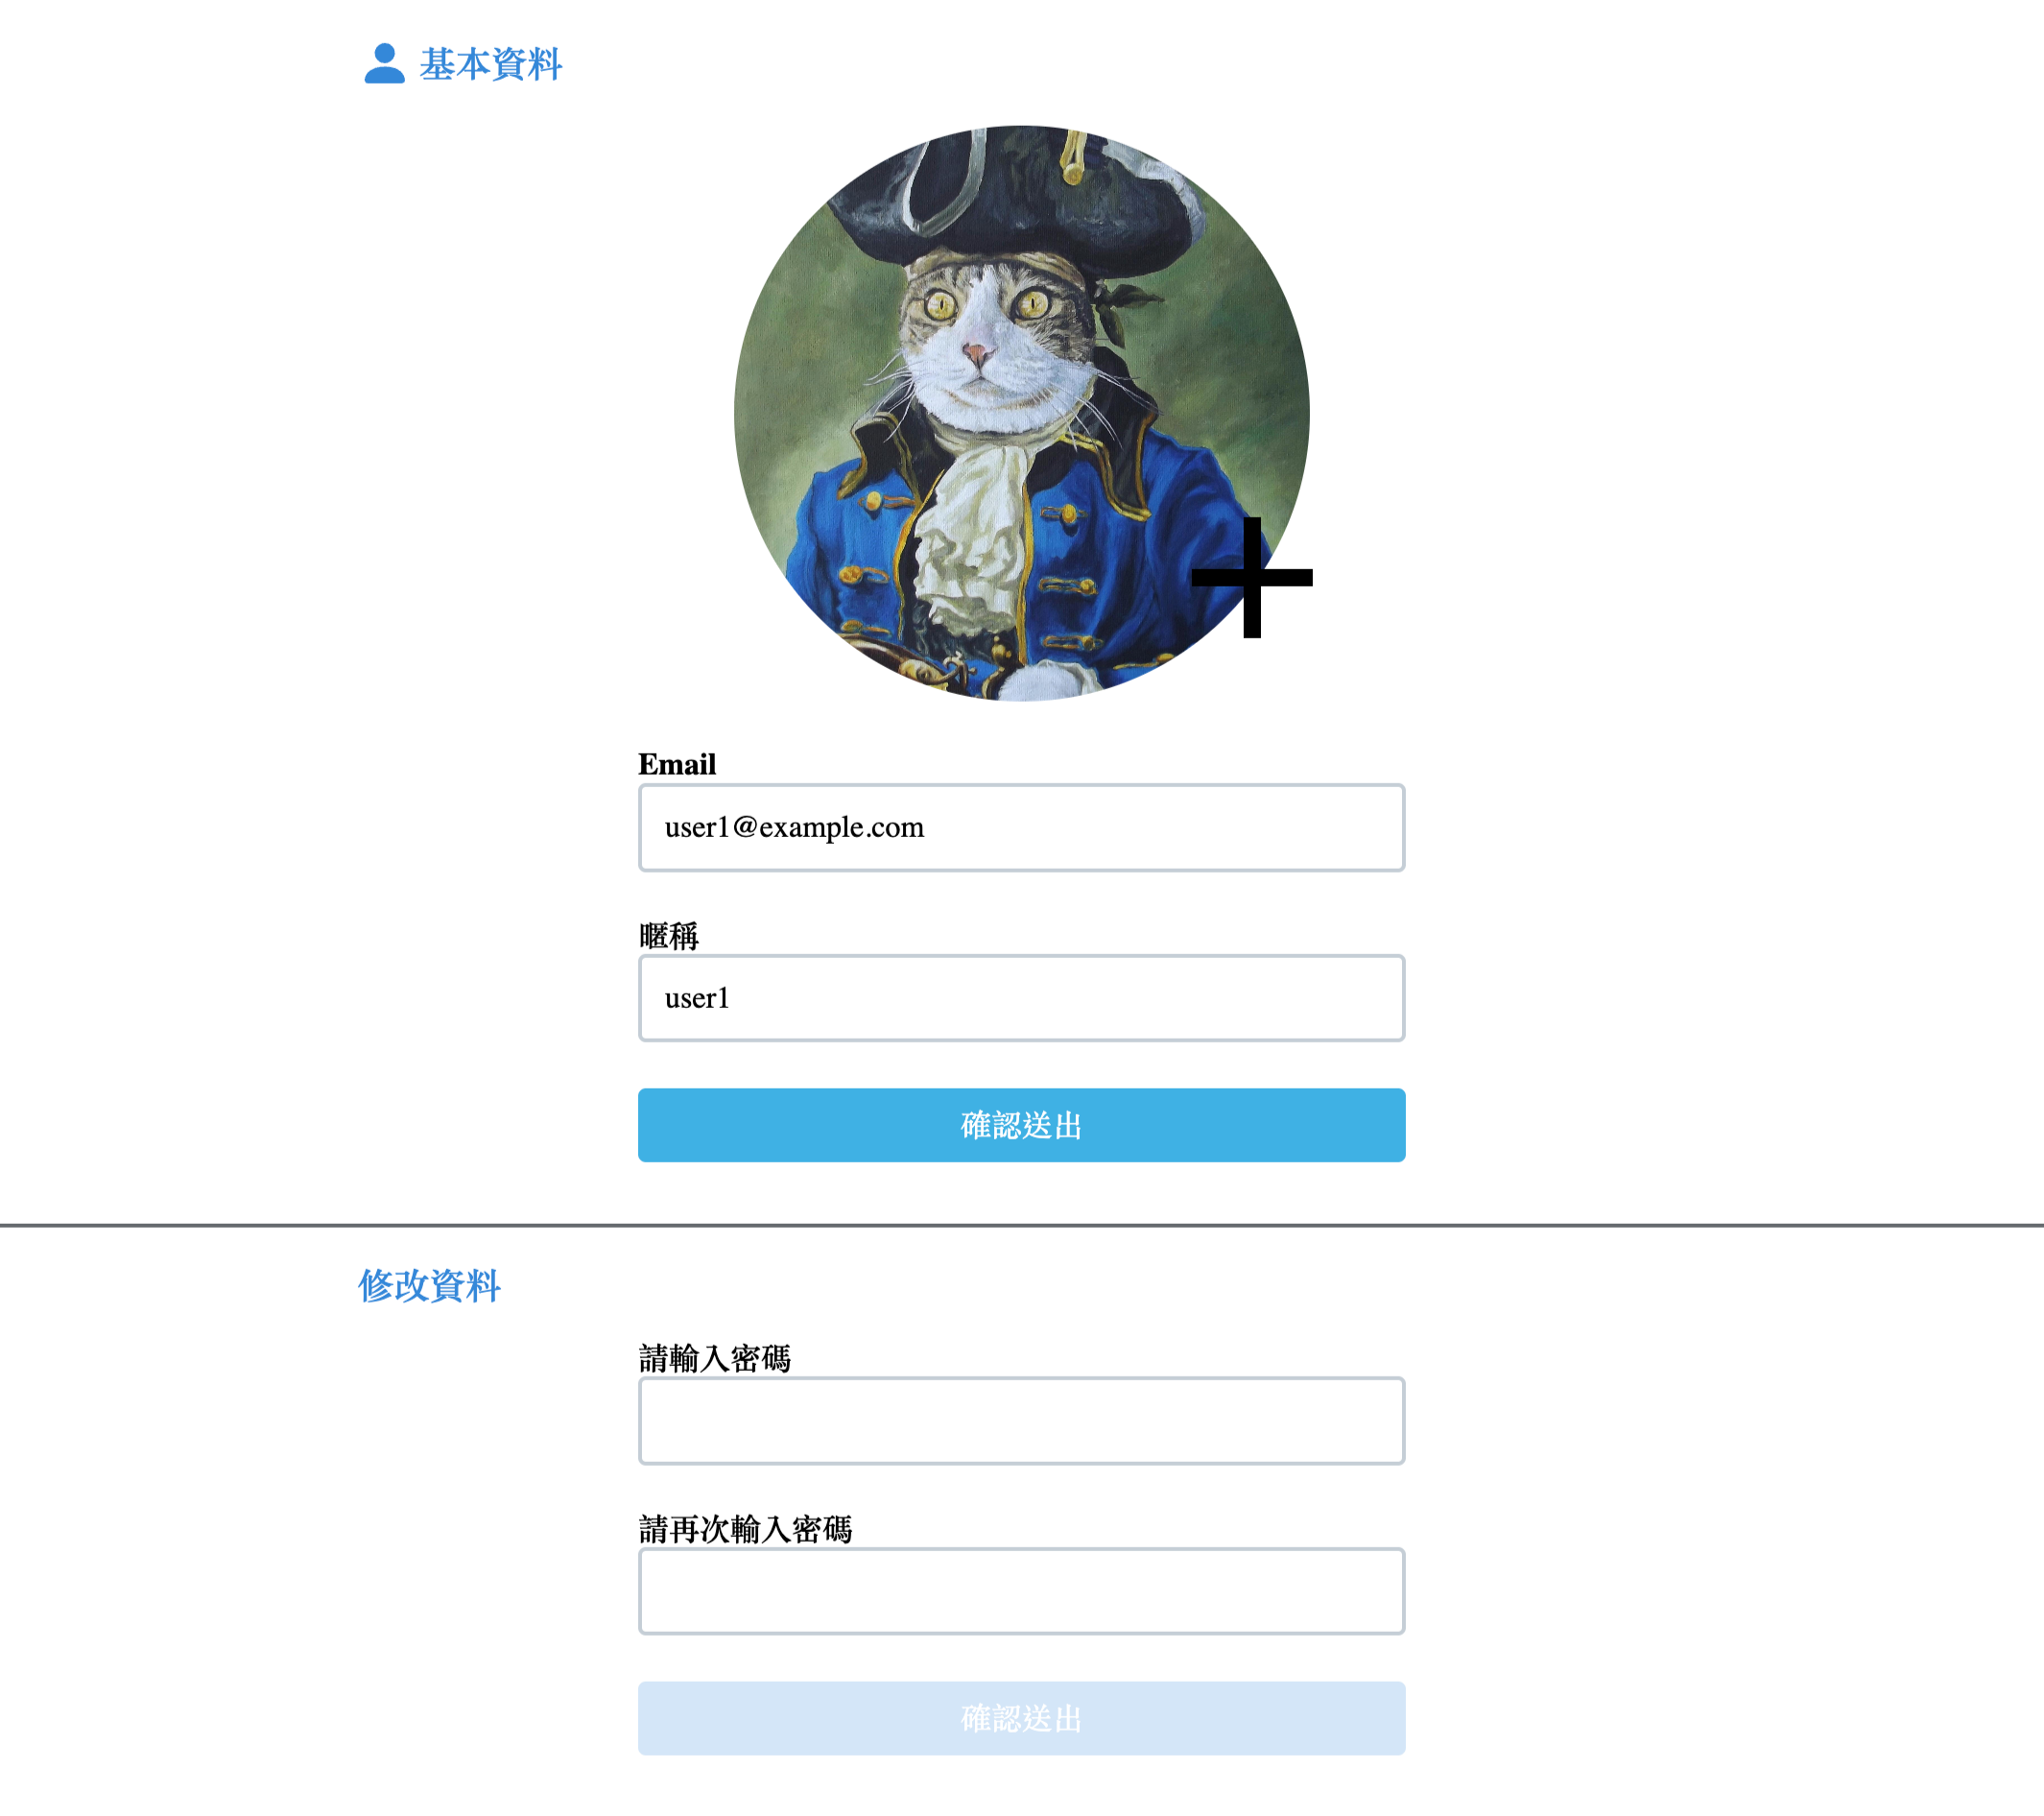 基本資料
Email
user1@example.com
暱稱
user1
確認送出
修改資料
請輸入密碼
請再次輸入密碼
確認送出